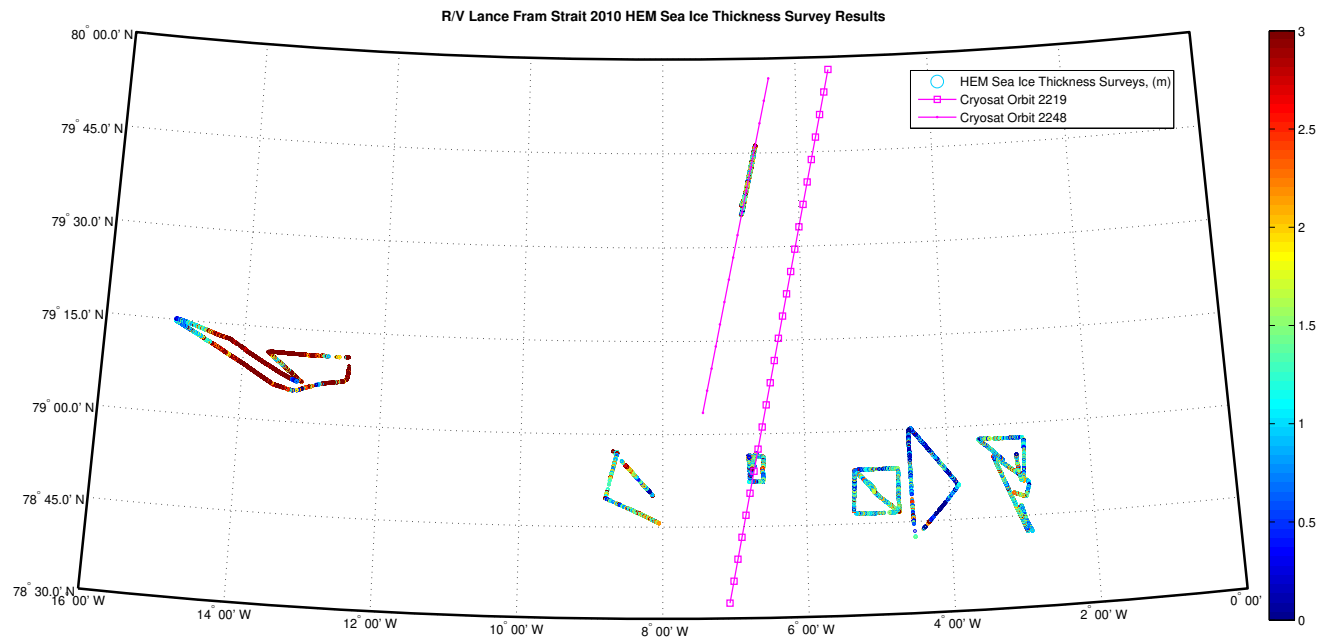 R/V Lance Fram Strait 2010 HEM Sea Ice Thickness Survey Results
80° 00.0' N
79° 45.0' N
79° 30.0' N
79° 15.0' N
79° 00.0' N
78° 45.0' N
78° 30.0' N
16° 00' W
14° 00' W
12° 00' W
10° 00' W
8° 00' W
6° 00' W
4° 00' W
2° 00' W
0° 00'
HEM Sea Ice Thickness Surveys, (m)
Cryosat Orbit 2219
Cryosat Orbit 2248
3
2.5
2
1.5
1
0.5
0